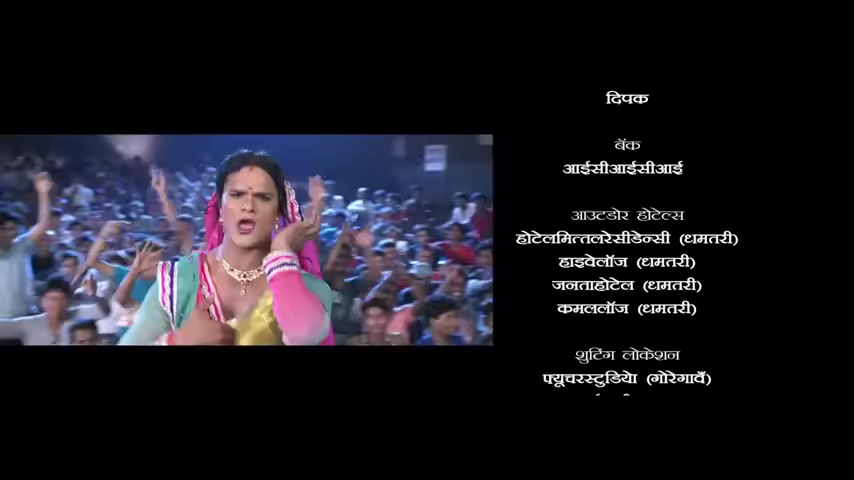 दिपक
बॅक
आईसीआईसीआई
आउटडोर होटेल्स
होटेलमित्तलरेसीडेन्सी (धमतरी)
हाइवेलॉज (धमतरी)
जनताहोटेल (धमतरी)
कमललॉज (धमतरी)
शुटिंग लोकेशन
फ्यूचरस्टुडियो (गोरेगावॅं)